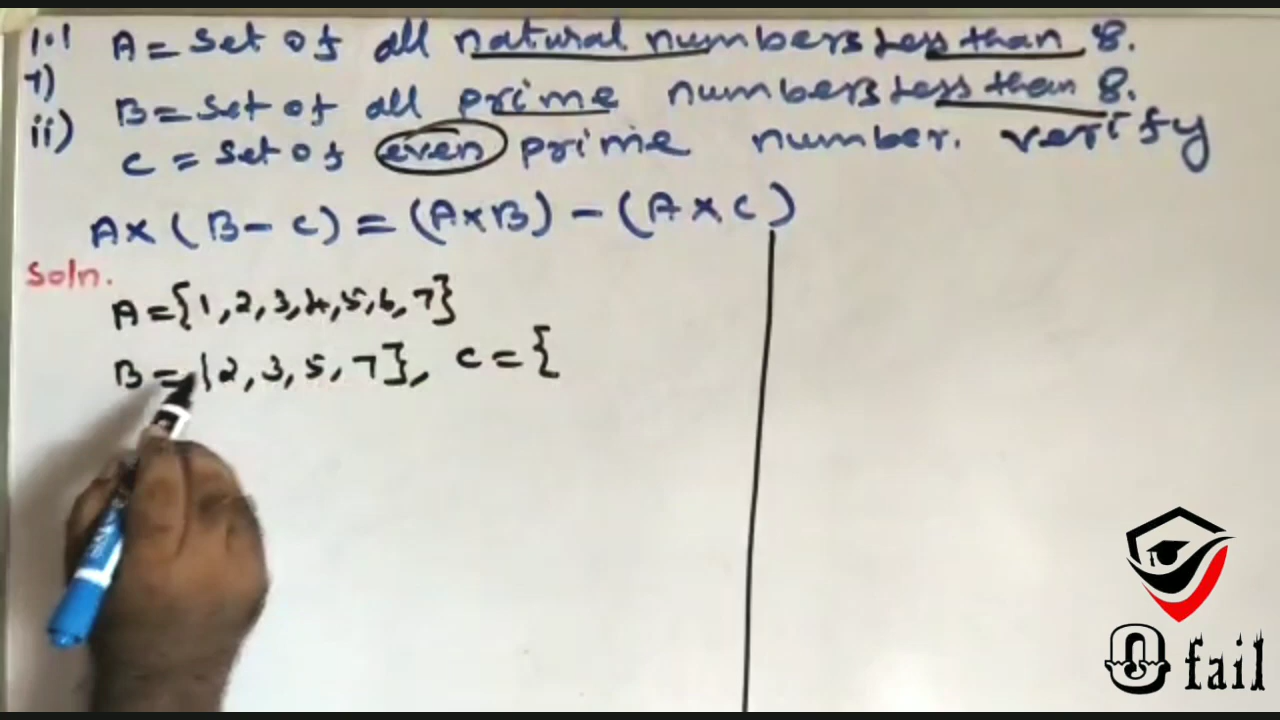 1.1 A = Set of all natural numbers less than 8.
7) B = Set of all prime numbers less than 8.
ii) C = Set of even prime number. verify
A × ( B - C ) = (A × B) - (A × C)
Soln.
A = {1, 2, 3, 4, 5, 6, 7}
B = {2, 3, 5, 7}, C = {
0 fail